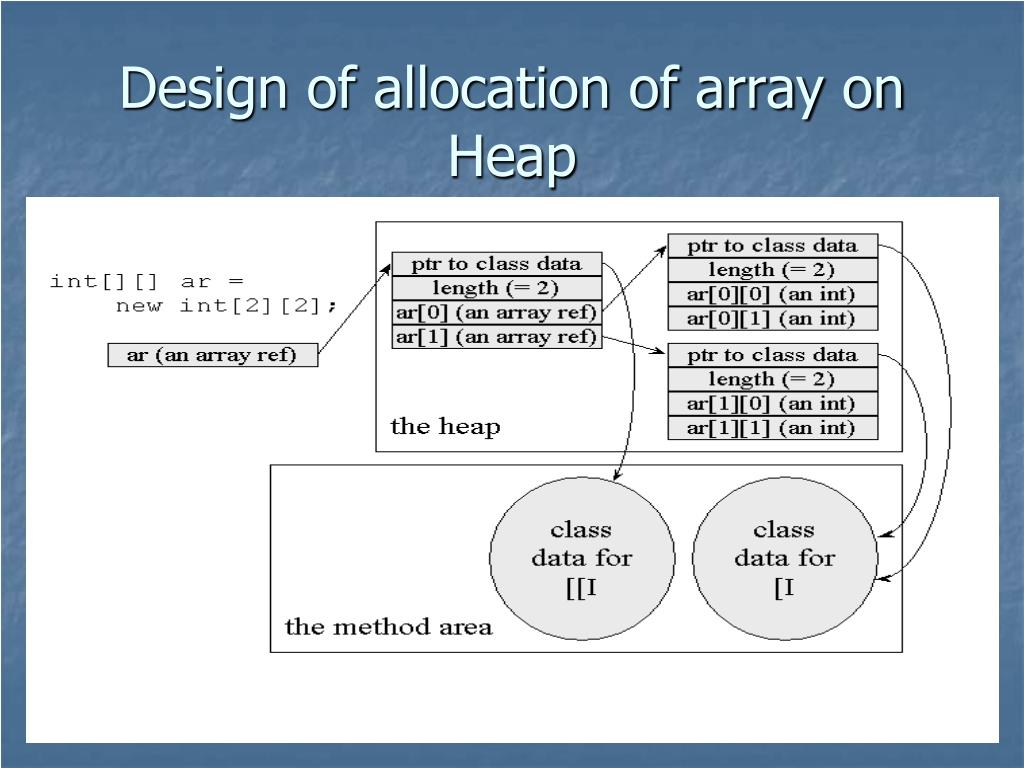 Design of allocation of array on
Heap
int[][] ar =
new int[2][2];
ar (an array ref)
ptr to class data
length (= 2)
ar[0] (an array ref)
ar[1] (an array ref)
ptr to class data
length (= 2)
ar[0][0] (an int)
ar[0][1] (an int)
ptr to class data
length (= 2)
ar[1][0] (an int)
ar[1][1] (an int)
the heap
class
data for
[[I
class
data for
[I
the method area